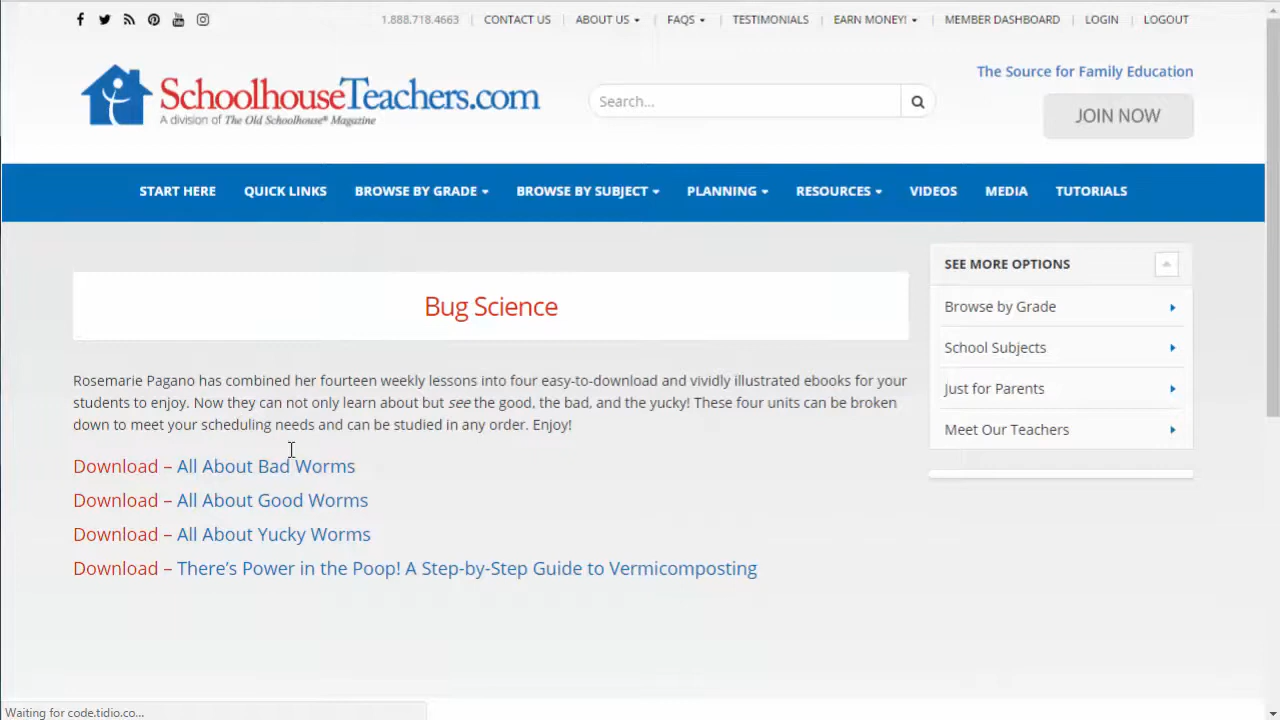 1.888.718.4663 CONTACT US ABOUT US FAQS TESTIMONIALS EARN MONEY! MEMBER DASHBOARD LOGIN LOGOUT
SchoolhouseTeachers.com
A division of The Old Schoolhouse® Magazine
Search...
The Source for Family Education
JOIN NOW
START HERE QUICK LINKS BROWSE BY GRADE BROWSE BY SUBJECT PLANNING RESOURCES VIDEOS MEDIA TUTORIALS
Bug Science
Rosemarie Pagano has combined her fourteen weekly lessons into four easy-to-download and vividly illustrated ebooks for your
students to enjoy. Now they can not only learn about but see the good, the bad, and the yucky! These four units can be broken
down to meet your scheduling needs and can be studied in any order. Enjoy!
Download – All About Bad Worms
Download – All About Good Worms
Download – All About Yucky Worms
Download – There’s Power in the Poop! A Step-by-Step Guide to Vermicomposting
SEE MORE OPTIONS
Browse by Grade
School Subjects
Just for Parents
Meet Our Teachers
Waiting for code.tidio.co...